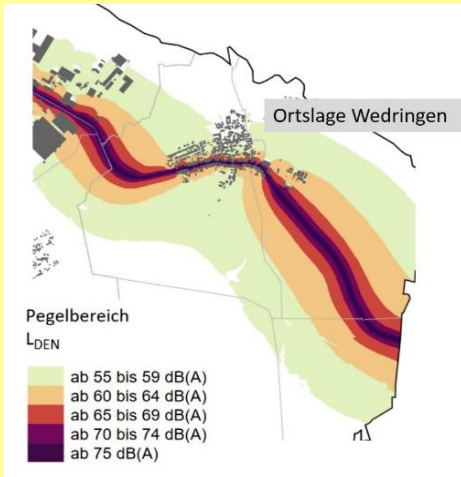 Ortslage Wedringen
Pegelbereich
LDEN
ab 55 bis 59 dB(A)
ab 60 bis 64 dB(A)
ab 65 bis 69 dB(A)
ab 70 bis 74 dB(A)
ab 75 dB(A)